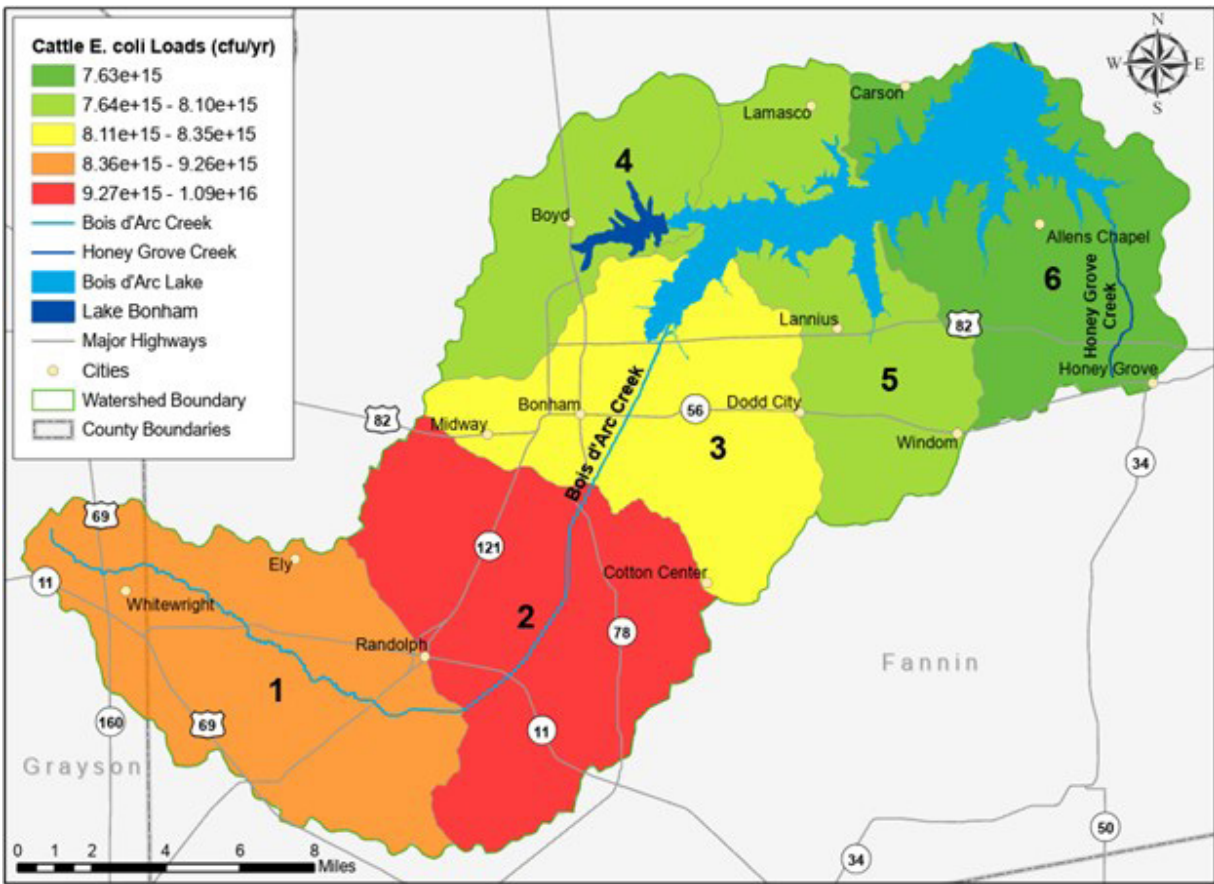 Cattle E. coli Loads (cfu/yr)
7.63e+15
7.64e+15 - 8.10e+15
8.11e+15 - 8.35e+15
8.36e+15 - 9.26e+15
9.27e+15 - 1.09e+16
Bois d'Arc Creek
Honey Grove Creek
Bois d'Arc Lake
Lake Bonham
Major Highways
Cities
Watershed Boundary
County Boundaries
N
W
E
S
Carson
Lamasco
4
Boyd
Allens Chapel
6
Honey Grove
Creek
Lannius
82
Honey Grove
5
Bonham
56
Dodd City
82
Midway
Windom
3
Bois d'Arc Creek
34
69
121
Ely
11
Whitewright
Cotton Center
2
78
Randolph
Fannin
1
160
69
11
Grayson
50
34
0 1 2 4 6 8
Miles